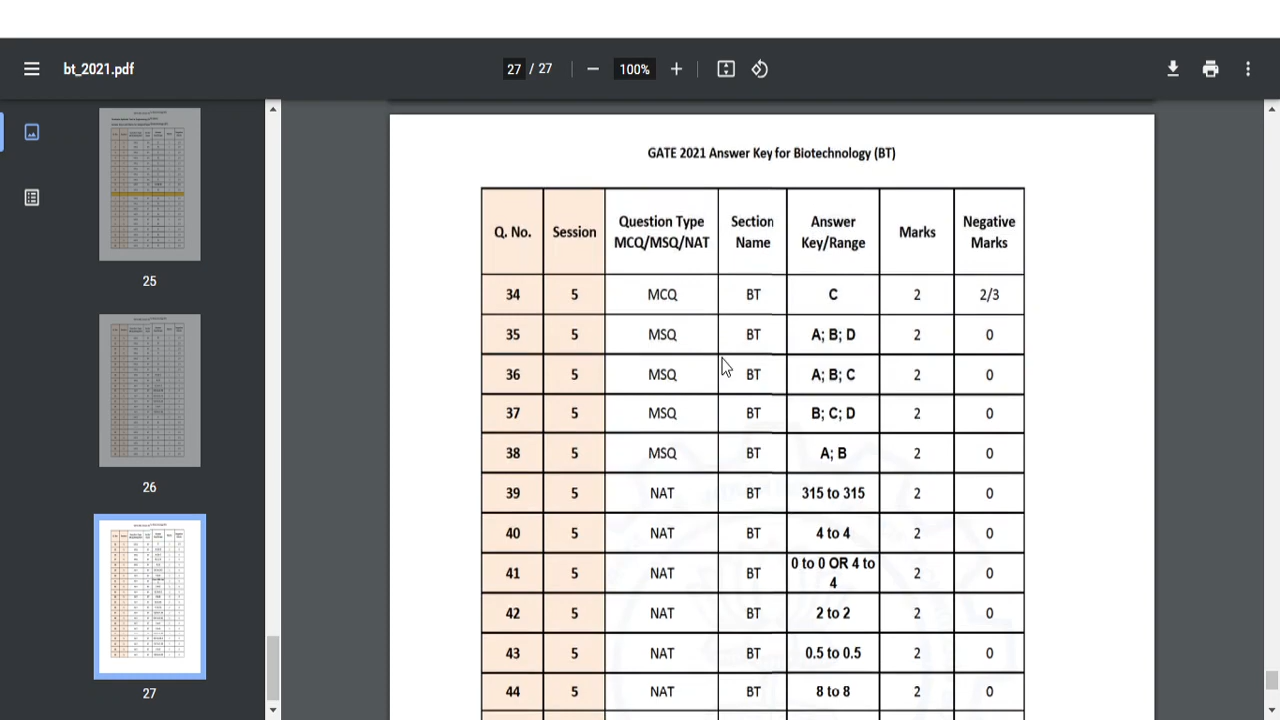 bt_2021.pdf
27 / 27
100%
25
26
27
GATE 2021 Answer Key for Biotechnology (BT)
Q. No. Session Question Type MCQ/MSQ/NAT Section Name Answer Key/Range Marks Negative Marks
34 5 MCQ BT C 2 2/3
35 5 MSQ BT A; B; D 2 0
36 5 MSQ BT A; B; C 2 0
37 5 MSQ BT B; C; D 2 0
38 5 MSQ BT A; B 2 0
39 5 NAT BT 315 to 315 2 0
40 5 NAT BT 4 to 4 2 0
41 5 NAT BT 0 to 0 OR 4 to 4 2 0
42 5 NAT BT 2 to 2 2 0
43 5 NAT BT 0.5 to 0.5 2 0
44 5 NAT BT 8 to 8 2 0